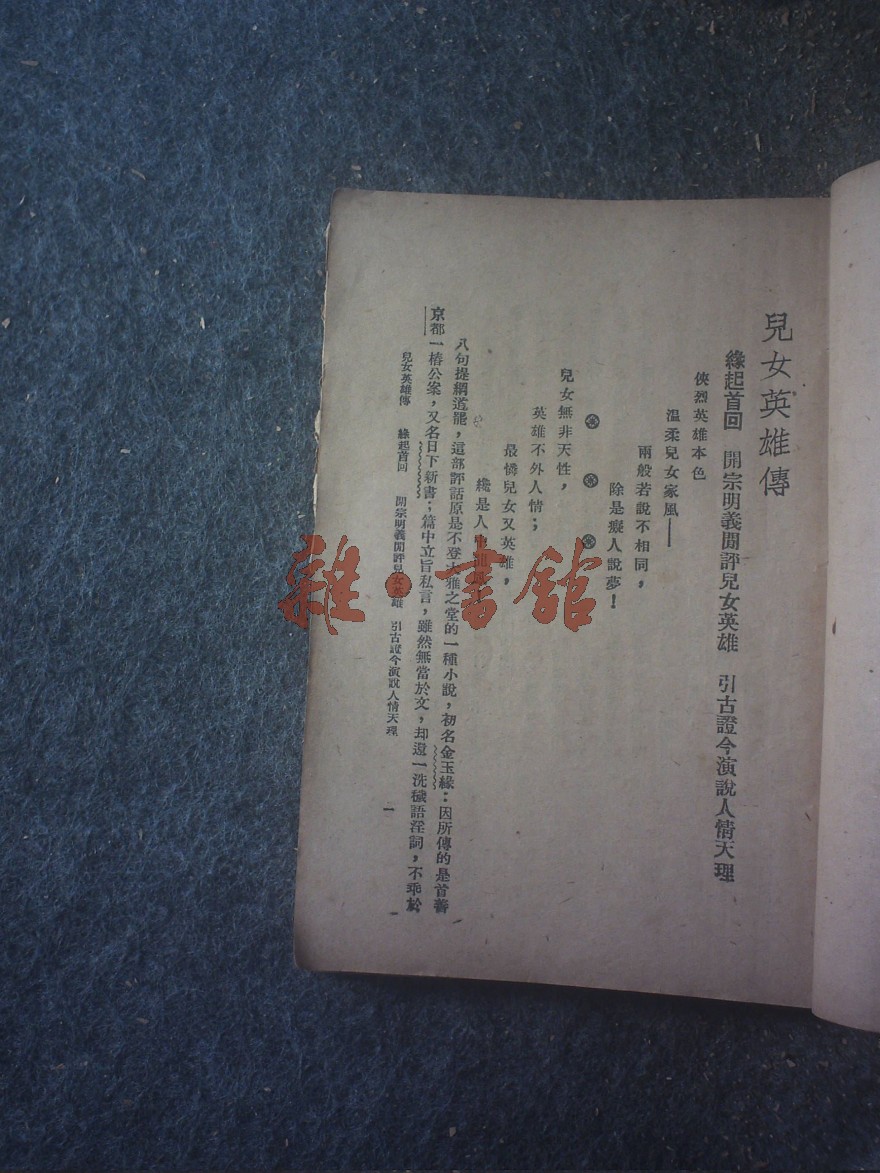 兒女英雄傳
緣起首回　開宗明義閒評兒女英雄　引古證今演說人情天理
俠烈英雄本色
溫柔兒女家風——
兩般若說不相同，
除是癡人說夢！
兒女無非天性，
英雄不外人情；
最憐兒女又英雄，
纔是人中
八句提綱道罷，這部評話原是不登大雅之堂的一種小說，初名金玉緣：因所傳的是首善
京都一樁公案，又名日下新書；篇中立旨私言，雖然無當於文，却還一洗穢語淫詞，不乖於
兒女英雄傳　緣起首回　開宗明義閒評兒女英雄　引古證今演說人情天理
一
雜·書館